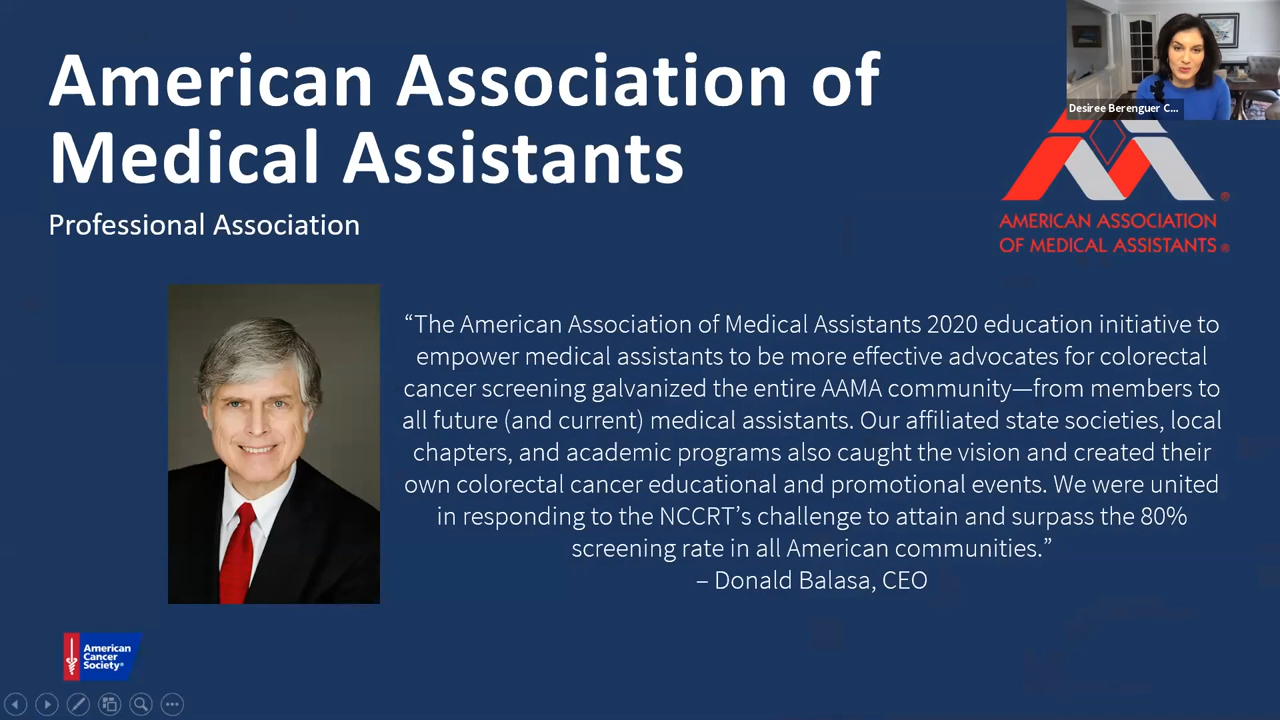 American Association of
Medical Assistants
Professional Association
Desiree Berenguer C...
AMERICAN ASSOCIATION
OF MEDICAL ASSISTANTS
“The American Association of Medical Assistants 2020 education initiative to
empower medical assistants to be more effective advocates for colorectal
cancer screening galvanized the entire AAMA community—from members to
all future (and current) medical assistants. Our affiliated state societies, local
chapters, and academic programs also caught the vision and created their
own colorectal cancer educational and promotional events. We were united
in responding to the NCCRT’s challenge to attain and surpass the 80%
screening rate in all American communities.”
– Donald Balasa, CEO
American
Cancer
Society®